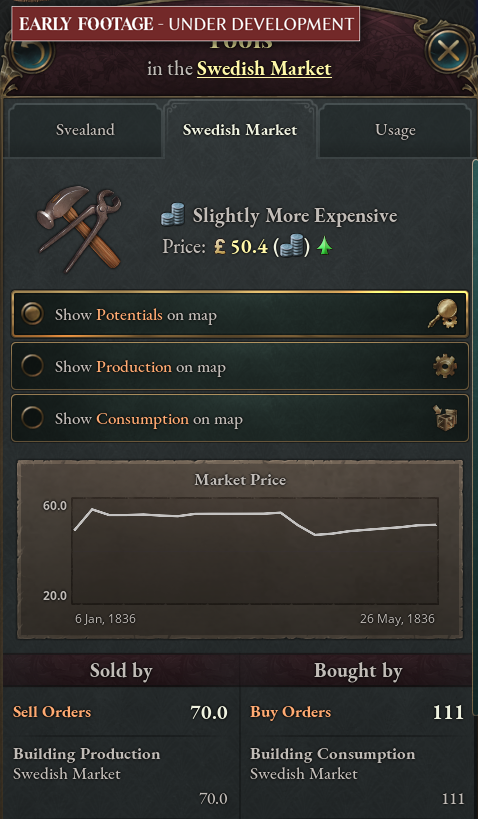 EARLY FOOTAGE - UNDER DEVELOPMENT
Tools
in the Swedish Market
Svealand
Swedish Market
Usage
Slightly More Expensive
Price: £ 50.4 ( )
Show Potentials on map
Show Production on map
Show Consumption on map
Market Price
60.0
20.0
6 Jan, 1836
26 May, 1836
Sold by
Bought by
Sell Orders 70.0
Buy Orders 111
Building Production
Swedish Market
70.0
Building Consumption
Swedish Market
111